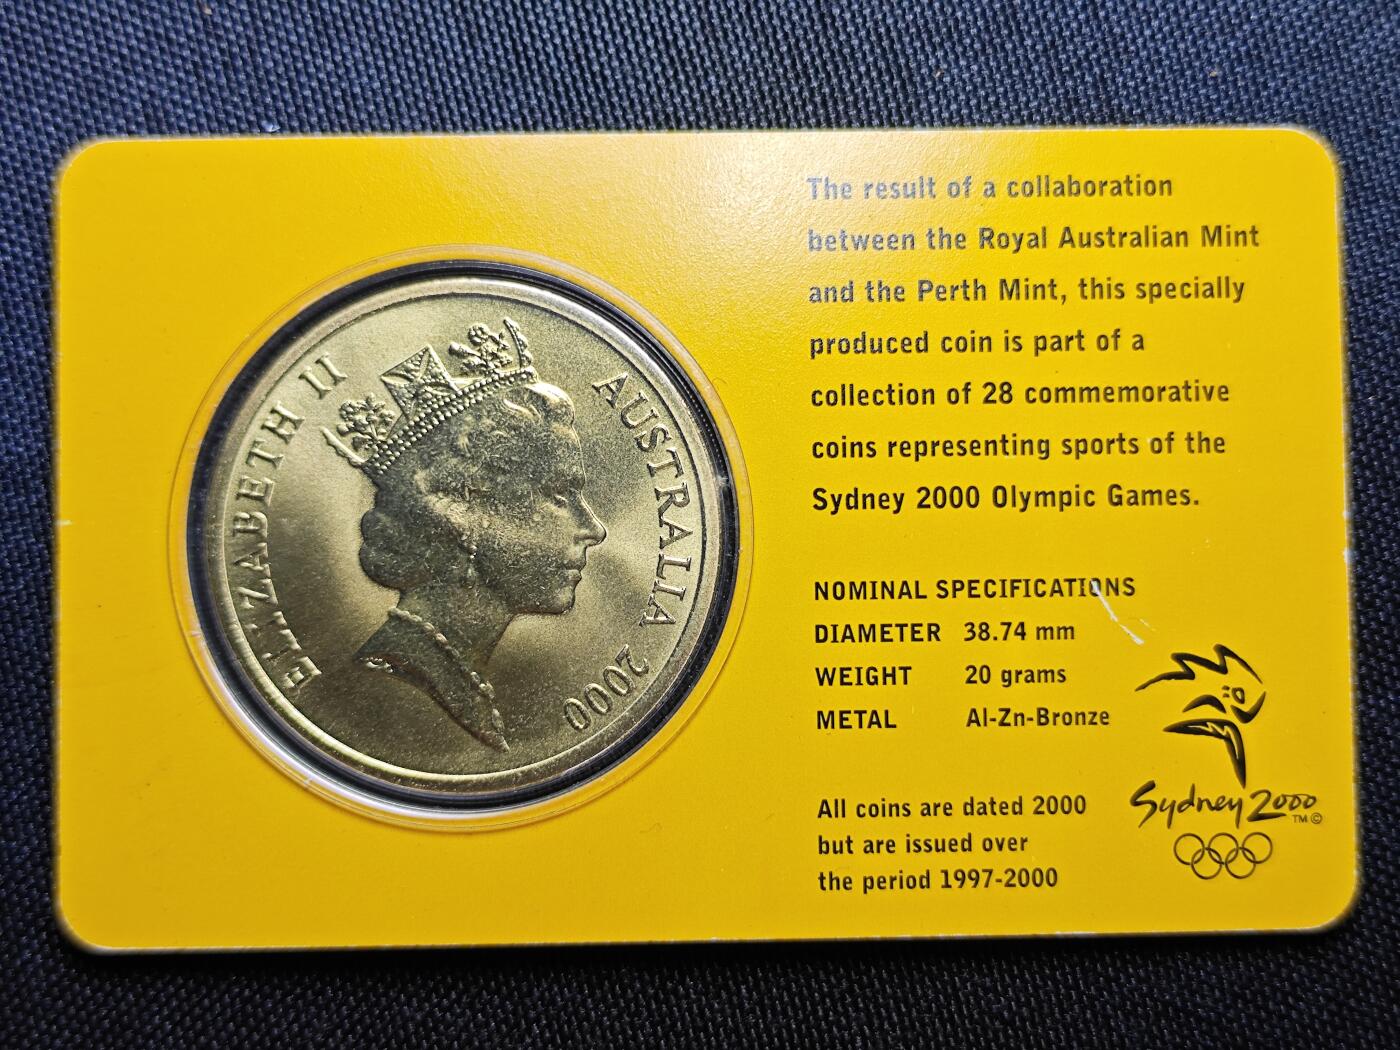 ELIZABETH II AUSTRALIA 2000
The result of a collaboration
between the Royal Australian Mint
and the Perth Mint, this specially
produced coin is part of a
collection of 28 commemorative
coins representing sports of the
Sydney 2000 Olympic Games.
NOMINAL SPECIFICATIONS
DIAMETER 38.74 mm
WEIGHT 20 grams
METAL Al-Zn-Bronze
All coins are dated 2000
but are issued over
the period 1997-2000
Sydney 2000
TM ©